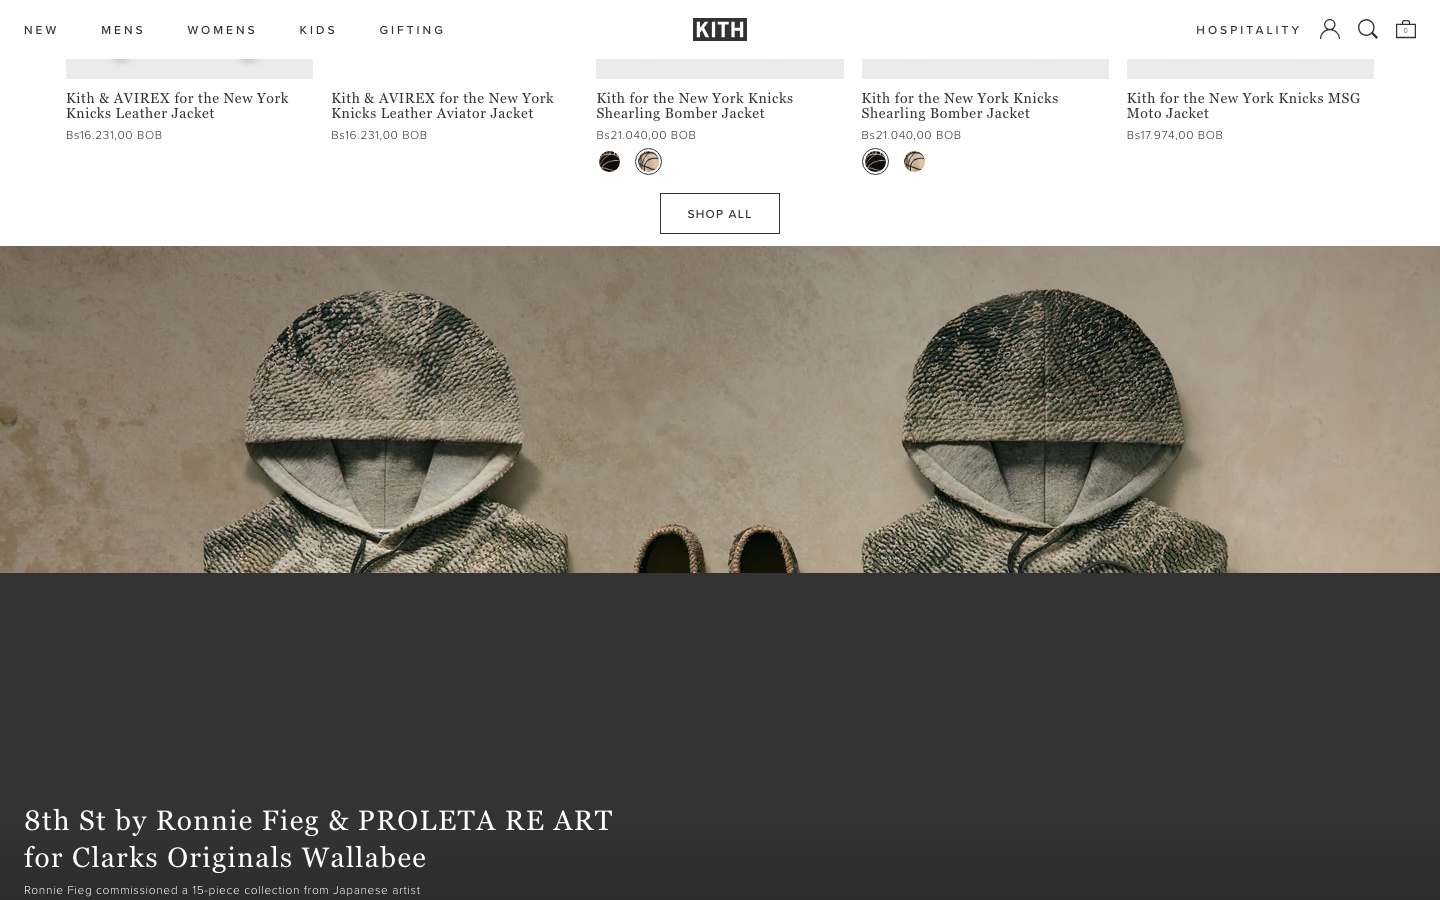 NEW MENS WOMENS KIDS GIFTING KITH HOSPITALITY 0
Kith & AVIREX for the New York
Knicks Leather Jacket
Bs16.231,00 BOB
Kith & AVIREX for the New York
Knicks Leather Aviator Jacket
Bs16.231,00 BOB
Kith for the New York Knicks
Shearling Bomber Jacket
Bs21.040,00 BOB
Kith for the New York Knicks
Shearling Bomber Jacket
Bs21.040,00 BOB
Kith for the New York Knicks MSG
Moto Jacket
Bs17.974,00 BOB
SHOP ALL
8th St by Ronnie Fieg & PROLETA RE ART
for Clarks Originals Wallabee
Ronnie Fieg commissioned a 15-piece collection from Japanese artist